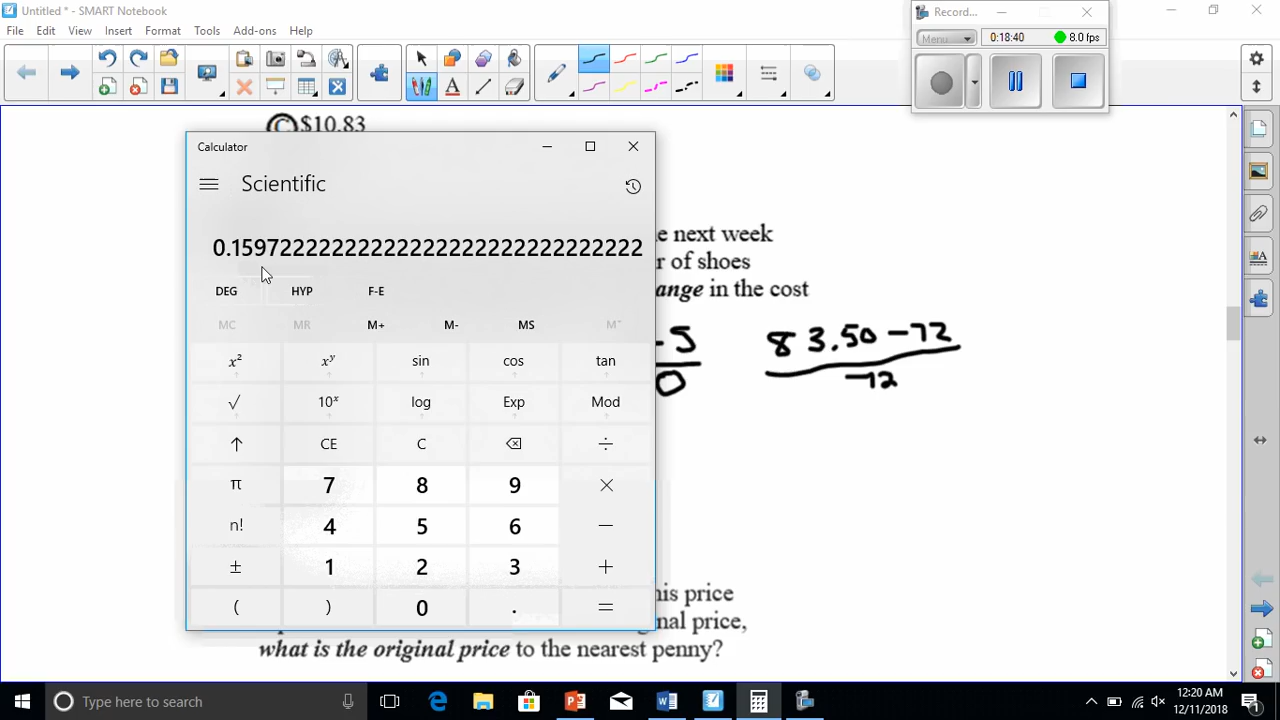 Untitled * - SMART Notebook
Record...
File Edit View Insert Format Tools Add-ons Help
Menu
0:18:40
8.0 fps
C $10.83
Calculator
Scientific
0.1597222222222222222222222222222
DEG HYP F-E
MC MR M+ M- MS
x² xʸ sin cos tan
√ 10ˣ log Exp Mod
↑ CE C ÷
π 7 8 9 ×
n! 4 5 6 −
± 1 2 3 +
( ) 0 . =
e next week
r of shoes
ange in the cost
- 5
0
83.50 - 72
-72
his price
nal price,
what is the original price to the nearest penny?
Type here to search
12:20 AM
12/11/2018